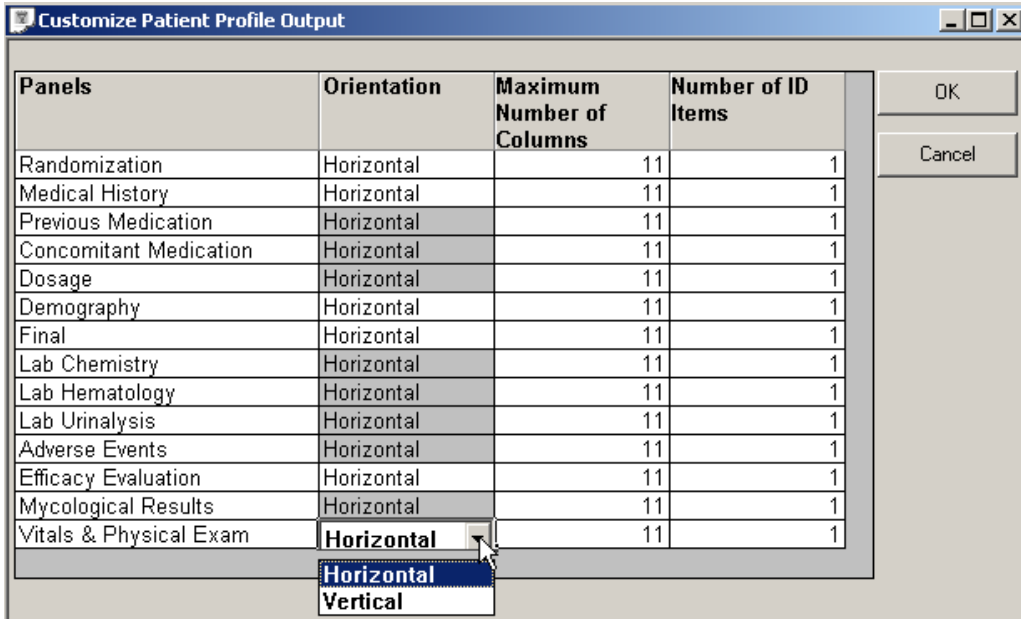 Customize Patient Profile Output
Panels Orientation Maximum Number of Columns Number of ID Items
OK
Cancel
Randomization Horizontal 11 1
Medical History Horizontal 11 1
Previous Medication Horizontal 11 1
Concomitant Medication Horizontal 11 1
Dosage Horizontal 11 1
Demography Horizontal 11 1
Final Horizontal 11 1
Lab Chemistry Horizontal 11 1
Lab Hematology Horizontal 11 1
Lab Urinalysis Horizontal 11 1
Adverse Events Horizontal 11 1
Efficacy Evaluation Horizontal 11 1
Mycological Results Horizontal 11 1
Vitals & Physical Exam Horizontal 11 1
Horizontal
Vertical